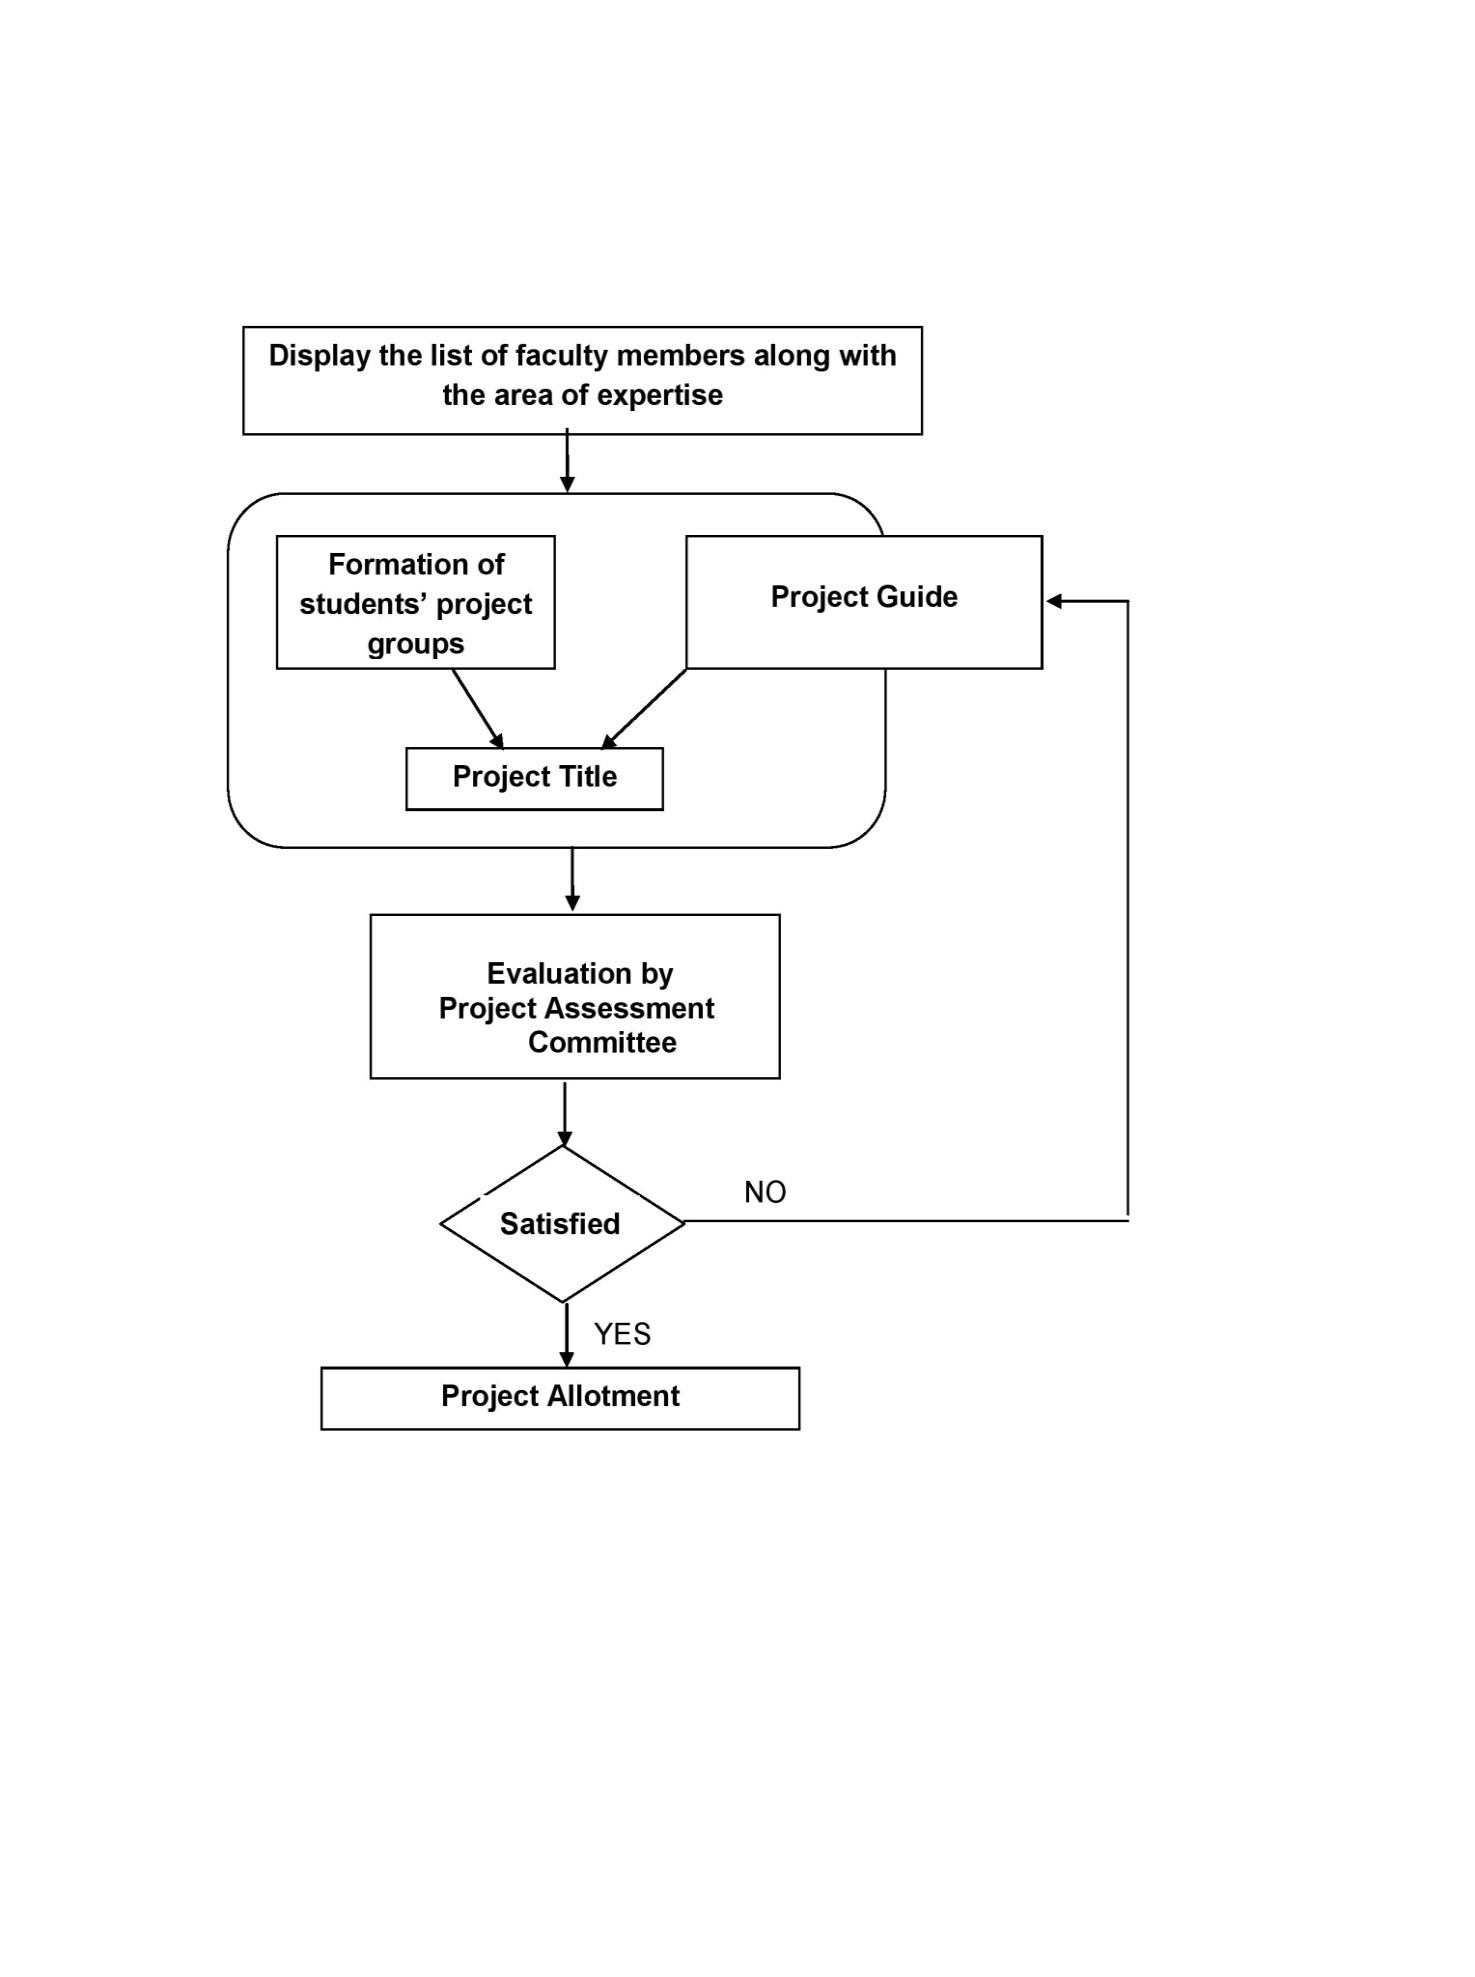 Display the list of faculty members along with
the area of expertise
Formation of
students’ project
groups
Project Guide
Project Title
Evaluation by
Project Assessment
Committee
NO
Satisfied
YES
Project Allotment